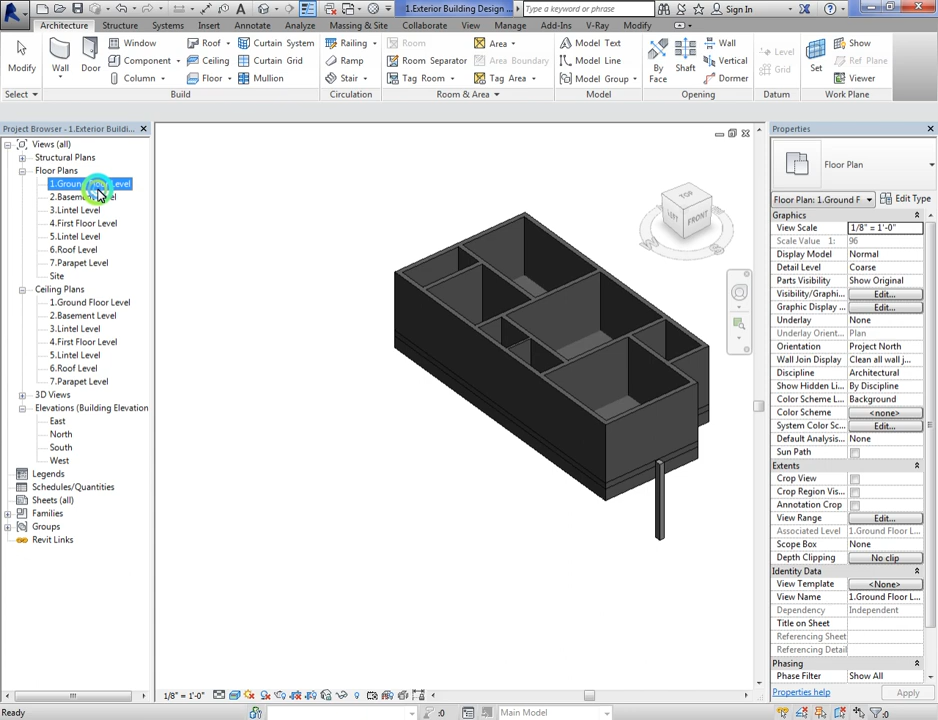 1.Exterior Building Design ...
Type a keyword or phrase
Sign In
Architecture Structure Systems Insert Annotate Analyze Massing & Site Collaborate View Manage Add-Ins V-Ray Modify
Modify
Wall
Door
Window
Component
Column
Roof
Ceiling
Floor
Curtain System
Curtain Grid
Mullion
Railing
Ramp
Stair
Room
Room Separator
Tag Room
Area
Area Boundary
Tag Area
Model Text
Model Line
Model Group
By Face
Shaft
Wall
Vertical
Dormer
Level
Grid
Set
Show
Ref Plane
Viewer
Select Build Circulation Room & Area Model Opening Datum Work Plane
Project Browser - 1.Exterior Buildi...
Views (all)
Structural Plans
Floor Plans
1.Ground Floor Level
2.Basement Level
3.Lintel Level
4.First Floor Level
5.Lintel Level
6.Roof Level
7.Parapet Level
Site
Ceiling Plans
1.Ground Floor Level
2.Basement Level
3.Lintel Level
4.First Floor Level
5.Lintel Level
6.Roof Level
7.Parapet Level
3D Views
Elevations (Building Elevation
East
North
South
West
Legends
Schedules/Quantities
Sheets (all)
Families
Groups
Revit Links
TOP
LEFT
FRONT
Properties
Floor Plan
Floor Plan: 1.Ground F Edit Type
Graphics
View Scale 1/8" = 1'-0"
Scale Value 1: 96
Display Model Normal
Detail Level Coarse
Parts Visibility Show Original
Visibility/Graphi... Edit...
Graphic Display ... Edit...
Underlay None
Underlay Orient... Plan
Orientation Project North
Wall Join Display Clean all wall j...
Discipline Architectural
Show Hidden Li... By Discipline
Color Scheme L... Background
Color Scheme <none>
System Color Sc... Edit...
Default Analysis... None
Sun Path
Extents
Crop View
Crop Region Vis...
Annotation Crop
View Range Edit...
Associated Level 1.Ground Floor L...
Scope Box None
Depth Clipping No clip
Identity Data
View Template <None>
View Name 1.Ground Floor L...
Dependency Independent
Title on Sheet
Referencing Sheet
Referencing Detail
Phasing
Phase Filter Show All
Properties help Apply
1/8" = 1'-0"
Ready
:0
Main Model
:0